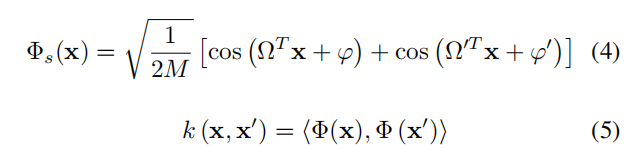 Φ_s(𝐱) = √(1/2M) [cos (Ω^T 𝐱 + φ) + cos (Ω′^T 𝐱 + φ′)] (4)
k (𝐱, 𝐱′) = ⟨Φ(𝐱), Φ (𝐱′)⟩ (5)